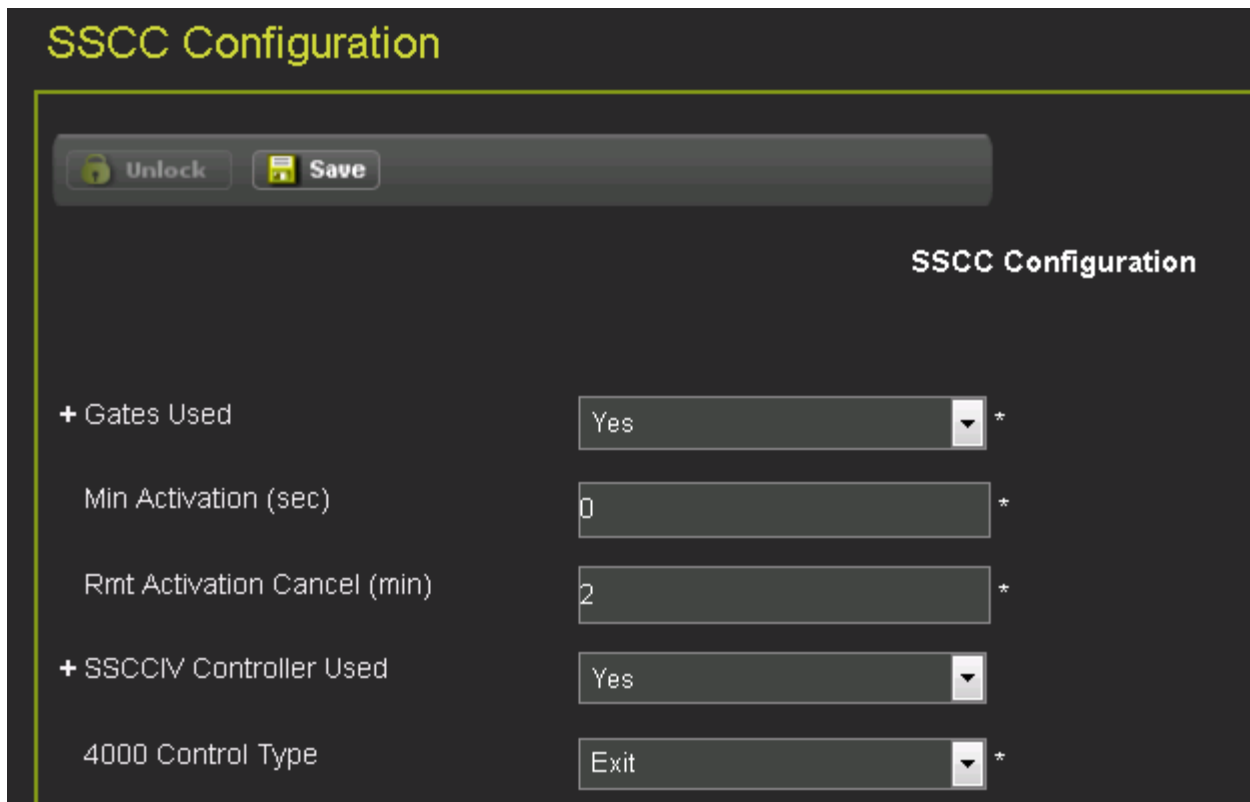 SSCC Configuration
Unlock Save
SSCC Configuration
+ Gates Used Yes *
Min Activation (sec) 0 *
Rmt Activation Cancel (min) 2 *
+ SSCCIV Controller Used Yes
4000 Control Type Exit *